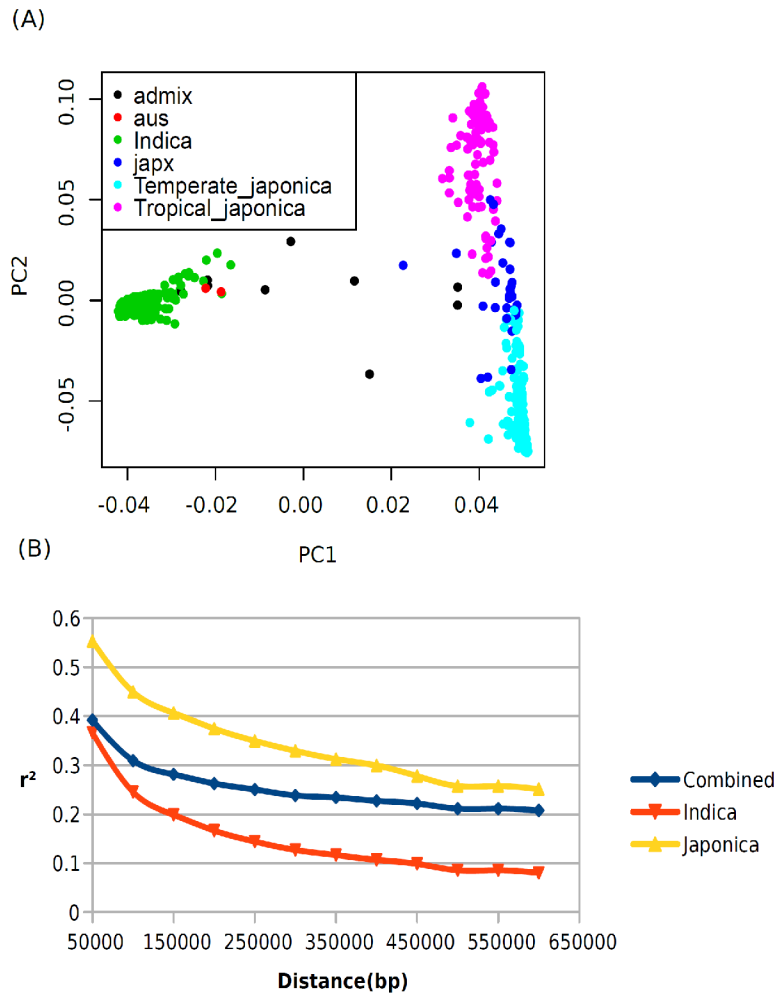 (A)
admix
aus
Indica
japx
Temperate_japonica
Tropical_japonica
0.10
0.05
0.00
-0.05
PC2
-0.04
-0.02
0.00
0.02
0.04
PC1
(B)
0.6
0.5
0.4
0.3
0.2
0.1
0
r²
50000
150000
250000
350000
450000
550000
650000
Distance(bp)
Combined
Indica
Japonica